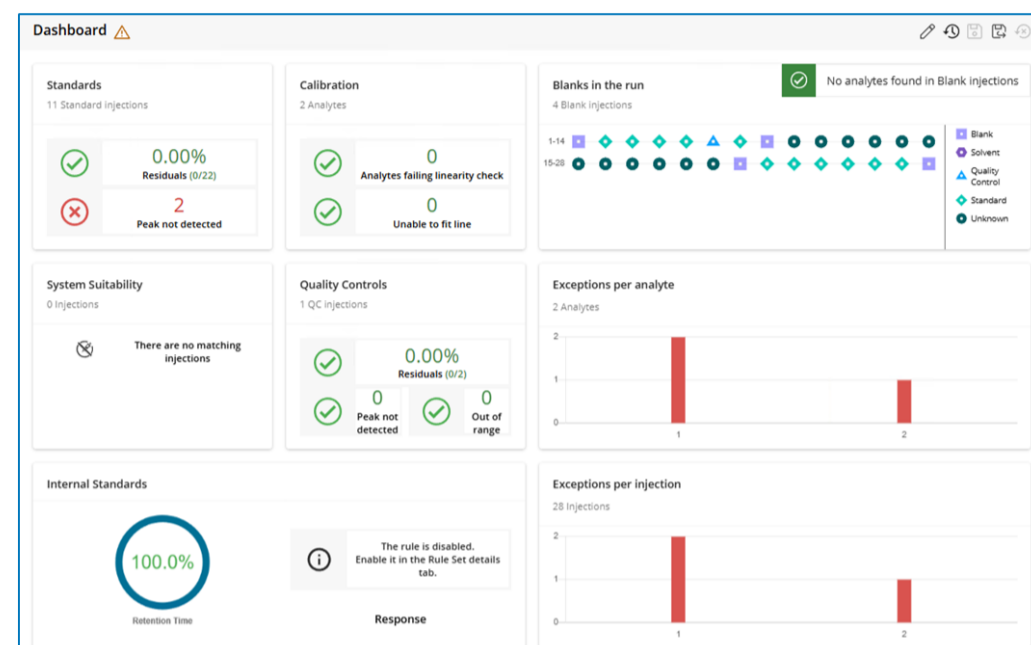 Dashboard
Standards
11 Standard injections
0.00%
Residuals (0/22)
2
Peak not detected
Calibration
2 Analytes
0
Analytes failing linearity check
0
Unable to fit line
Blanks in the run
4 Blank injections
No analytes found in Blank injections
1-14
15-28
Blank
Solvent
Quality
Control
Standard
Unknown
System Suitability
0 Injections
There are no matching
injections
Quality Controls
1 QC injections
0.00%
Residuals (0/2)
0
Peak not
detected
0
Out of
range
Exceptions per analyte
2 Analytes
2
1
0
1
2
Internal Standards
100.0%
Retention Time
The rule is disabled.
Enable it in the Rule Set details
tab.
Response
Exceptions per injection
28 Injections
2
1
0
1
2